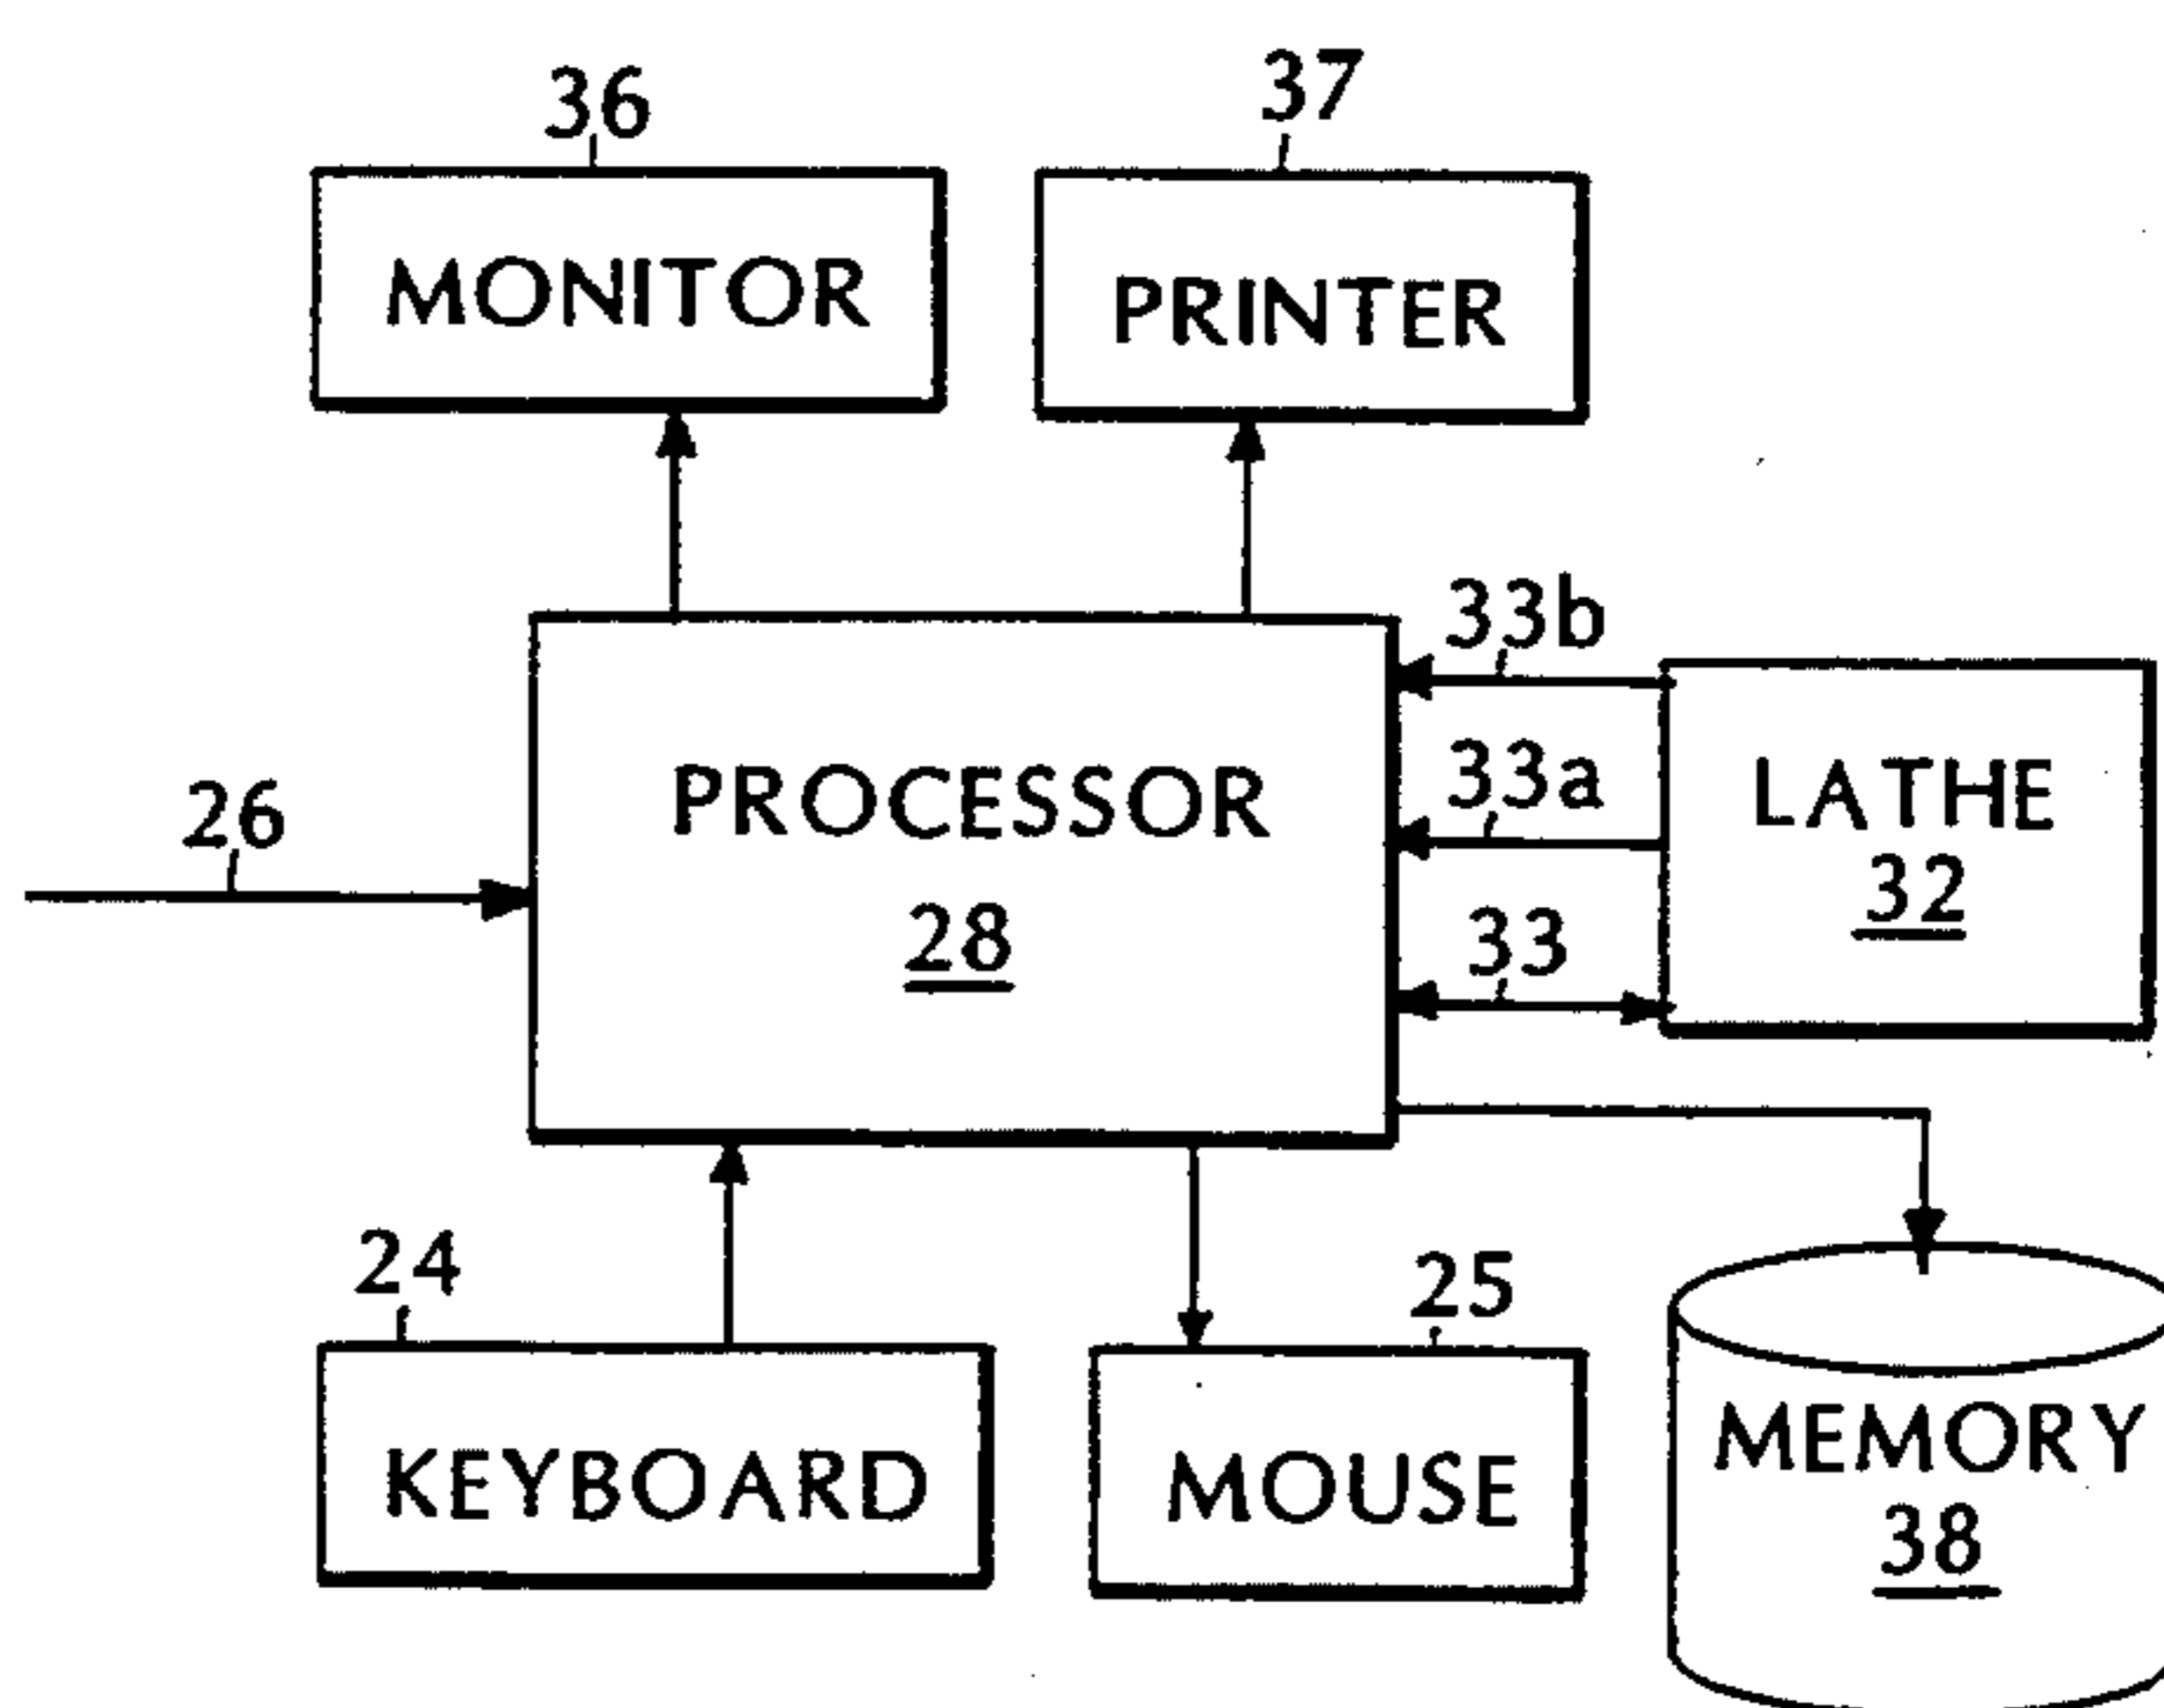 36
37
MONITOR
PRINTER
33b
PROCESSOR
33a
LATHE
26
32
28
33
24
25
KEYBOARD
MOUSE
MEMORY
38